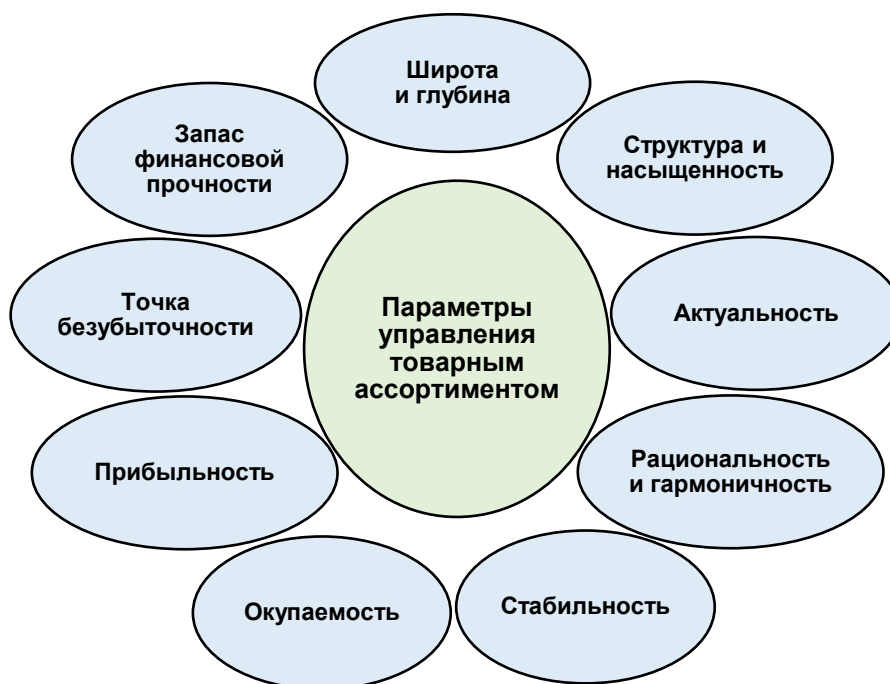 Широта
и глубина
Структура и
насыщенность
Актуальность
Рациональность
и гармоничность
Стабильность
Окупаемость
Прибыльность
Точка
безубыточности
Запас
финансовой
прочности
Параметры
управления
товарным
ассортиментом